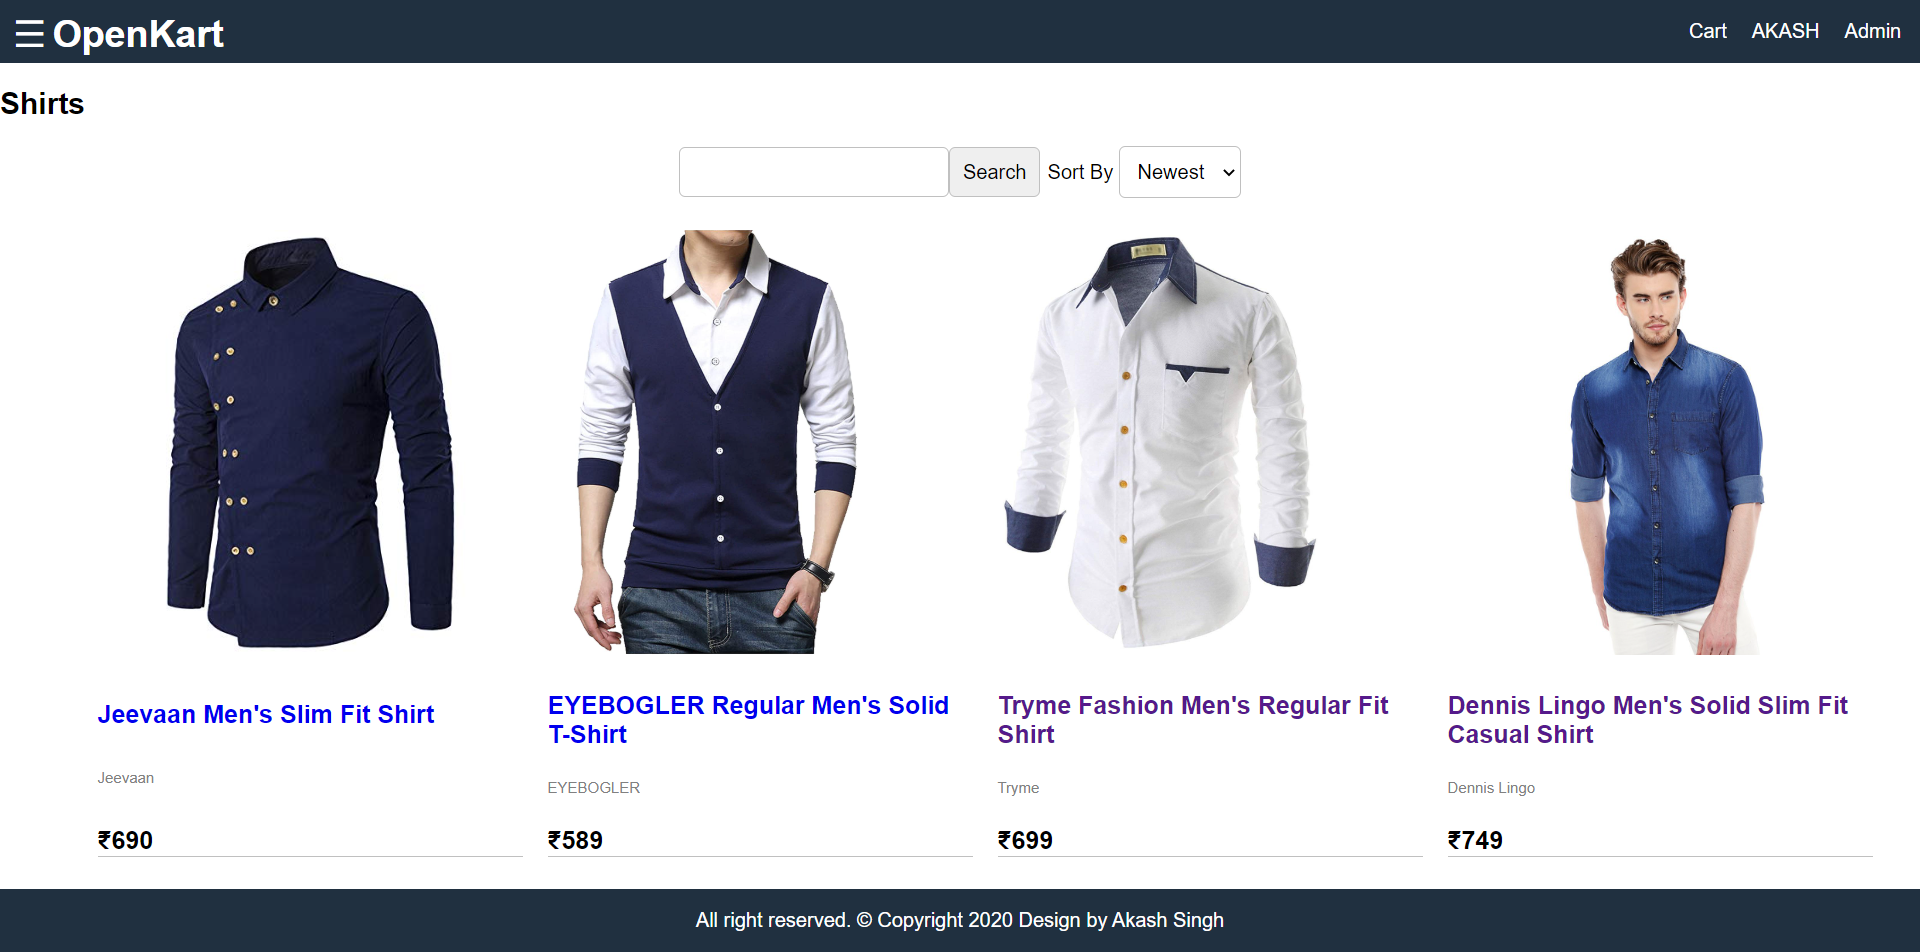 ☰ OpenKart
Cart AKASH Admin
Shirts
Search Sort By Newest
Jeevaan Men's Slim Fit Shirt
Jeevaan
₹690
EYEBOGLER Regular Men's Solid
T-Shirt
EYEBOGLER
₹589
Tryme Fashion Men's Regular Fit
Shirt
Tryme
₹699
Dennis Lingo Men's Solid Slim Fit
Casual Shirt
Dennis Lingo
₹749
All right reserved. © Copyright 2020 Design by Akash Singh